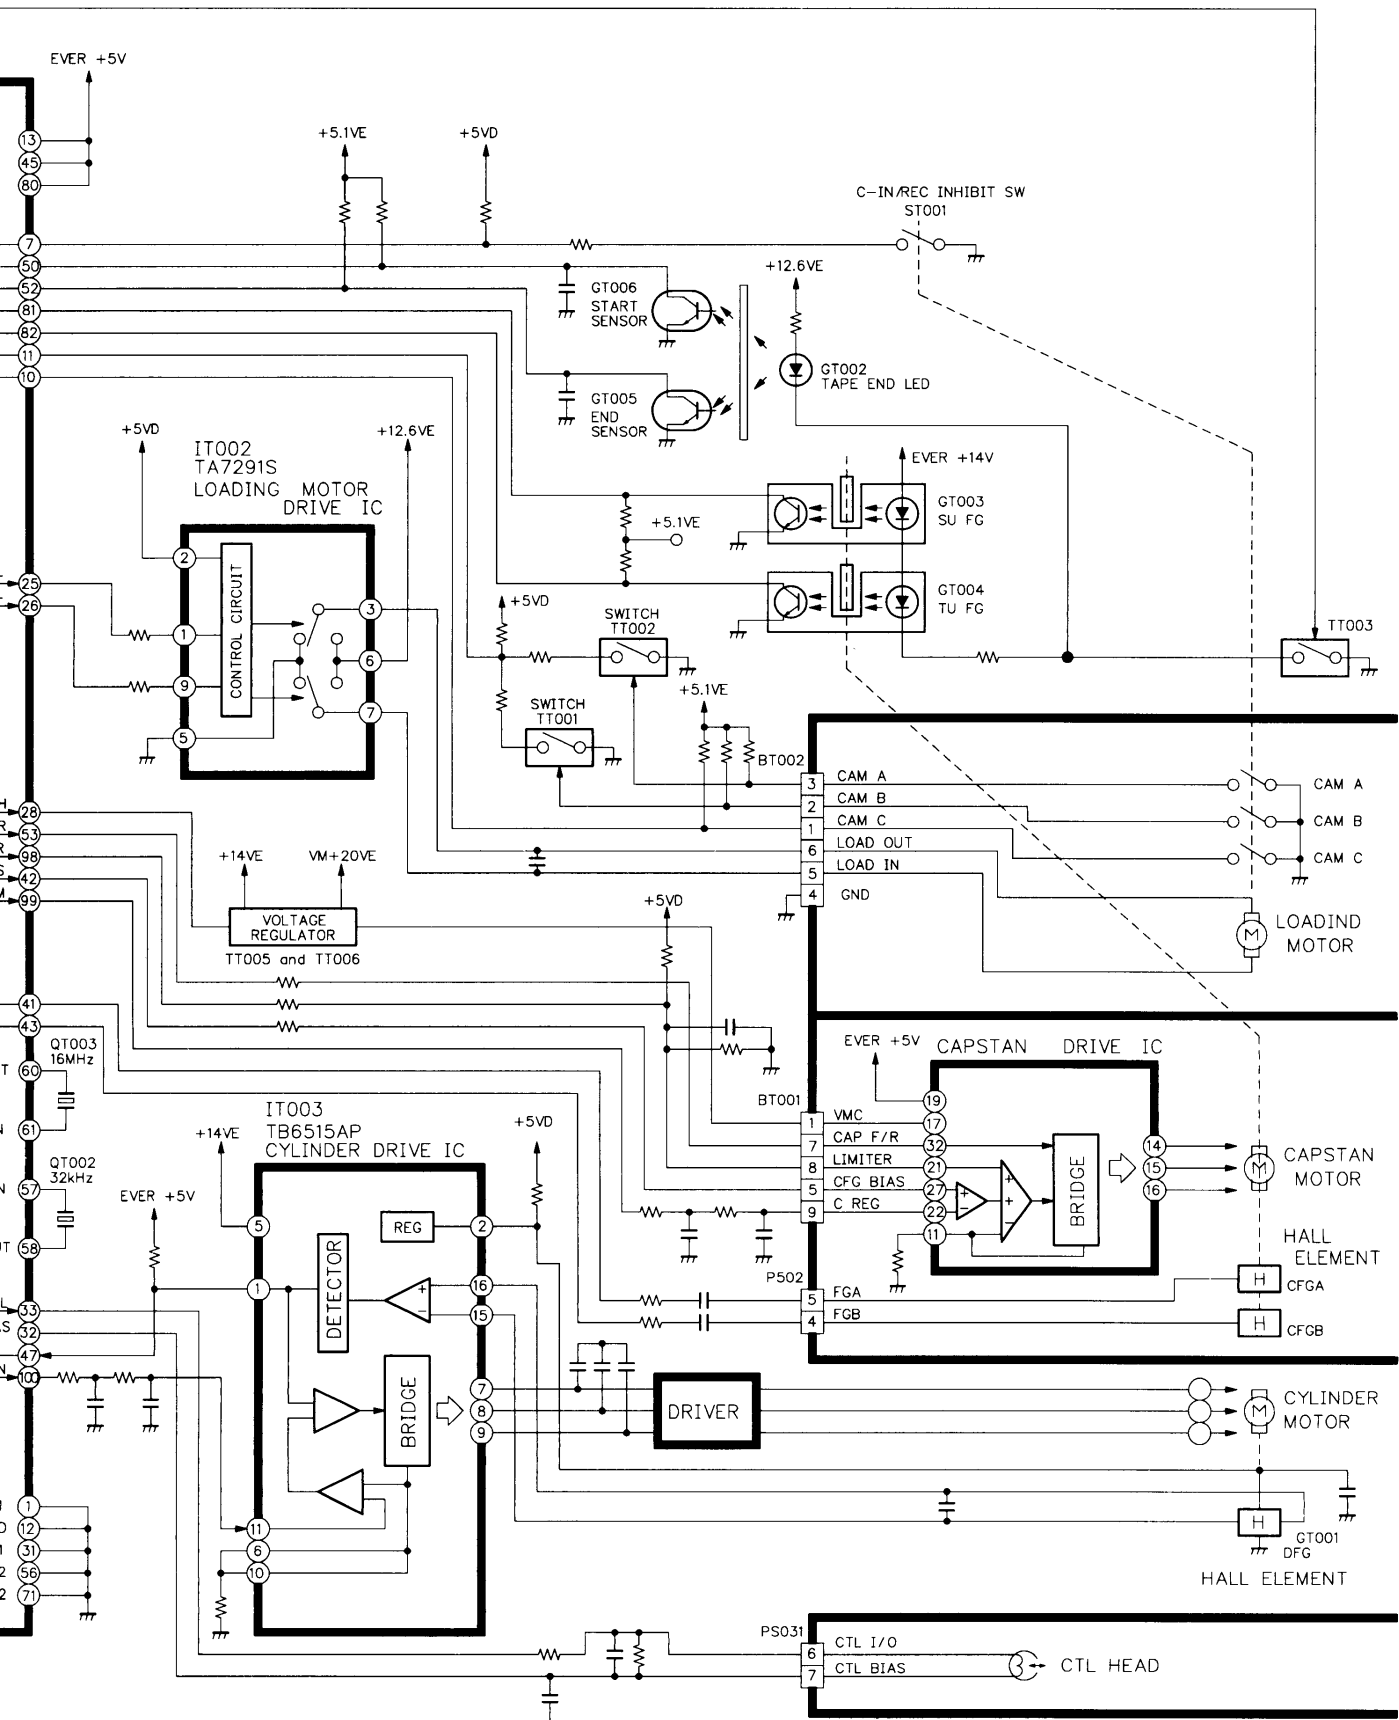 EVER +5V
13
45
80
+5.1VE
+5VD
C-IN/REC INHIBIT SW
ST001
7
50
52
81
82
11
10
+12.6VE
GT006
START
SENSOR
GT002
TAPE END LED
GT005
END
SENSOR
+5VD
IT002
TA7291S
LOADING MOTOR
DRIVE IC
+12.6VE
EVER +14V
GT003
SU FG
+5.1VE
GT004
TU FG
2
CONTROL CIRCUIT
25
26
1
9
5
3
6
7
+5VD
SWITCH
TT002
SWITCH
TT001
+5.1VE
TT003
BT002
3 CAM A
2 CAM B
1 CAM C
6 LOAD OUT
5 LOAD IN
4 GND
CAM A
CAM B
CAM C
LOADIND
MOTOR
H 28
R 53
R 98
S 42
M 99
+14VE
VM+20VE
VOLTAGE
REGULATOR
TT005 and TT006
+5VD
41
43
QT003
16MHz
T 60
N 61
QT002
32kHz
N 57
UT 58
EVER +5V
CAPSTAN DRIVE IC
BT001
1 VMC
7 CAP F/R
8 LIMITER
5 CFG BIAS
9 C REG
19
17
32
21
27
22
11
+
-
+
+
-
BRIDGE
14
15
16
M
CAPSTAN
MOTOR
HALL
ELEMENT
P502
5 FGA
4 FGB
H CFGA
H CFGB
IT003
TB6515AP
CYLINDER DRIVE IC
+14VE
+5VD
EVER +5V
5
REG
2
1
DETECTOR
+
-
16
15
BRIDGE
7
8
9
11
6
10
L 33
AS 32
47
N 100
DRIVER
M
CYLINDER
MOTOR
1
12
31
56
71
H
GT001
DFG
HALL ELEMENT
PS031
6 CTL I/O
7 CTL BIAS
CTL HEAD